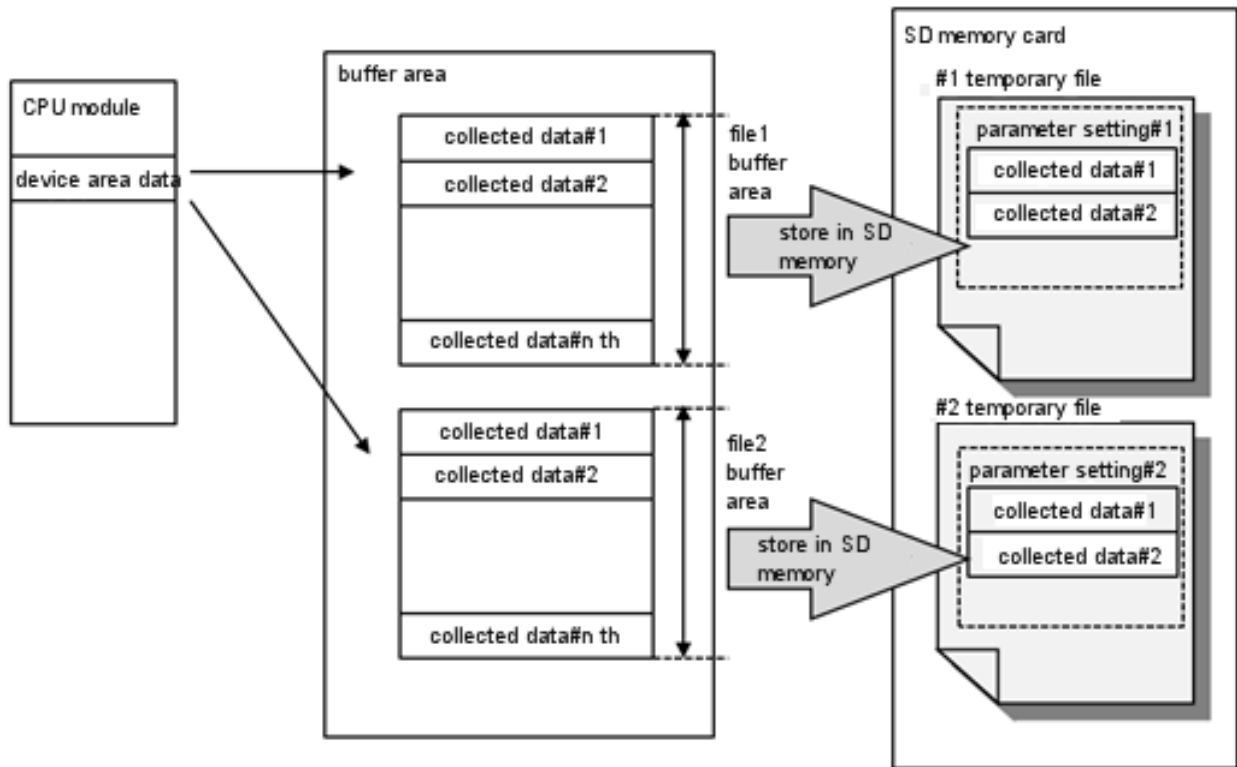 CPU module
device area data
buffer area
collected data#1
collected data#2
collected data#n th
file1
buffer
area
collected data#1
collected data#2
collected data#n th
file2
buffer
area
store in SD
memory
store in SD
memory
SD memory card
#1 temporary file
parameter setting#1
collected data#1
collected data#2
#2 temporary file
parameter setting#2
collected data#1
collected data#2